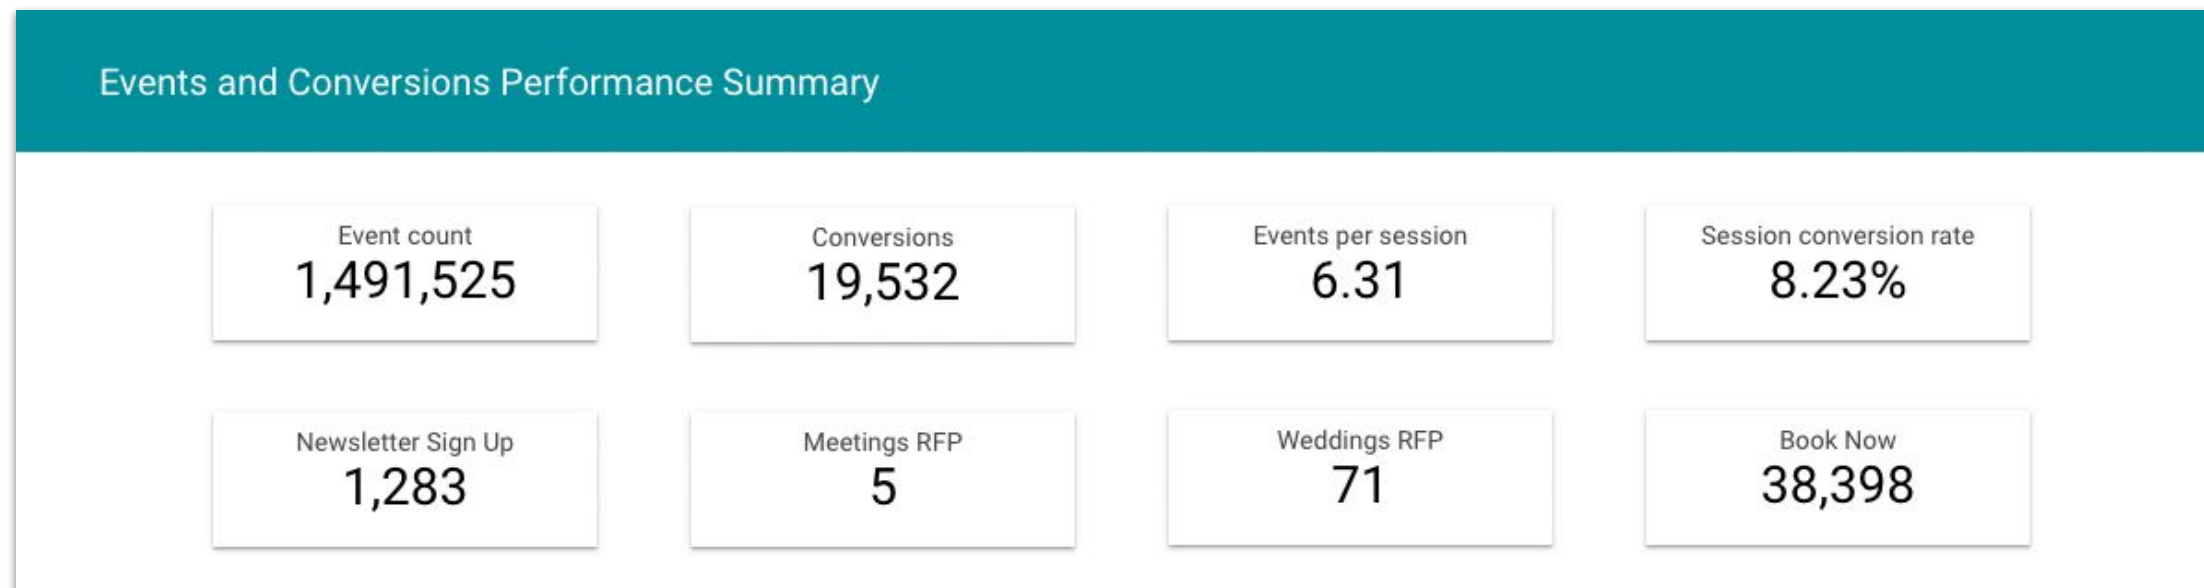 Events and Conversions Performance Summary
Event count
1,491,525
Conversions
19,532
Events per session
6.31
Session conversion rate
8.23%
Newsletter Sign Up
1,283
Meetings RFP
5
Weddings RFP
71
Book Now
38,398